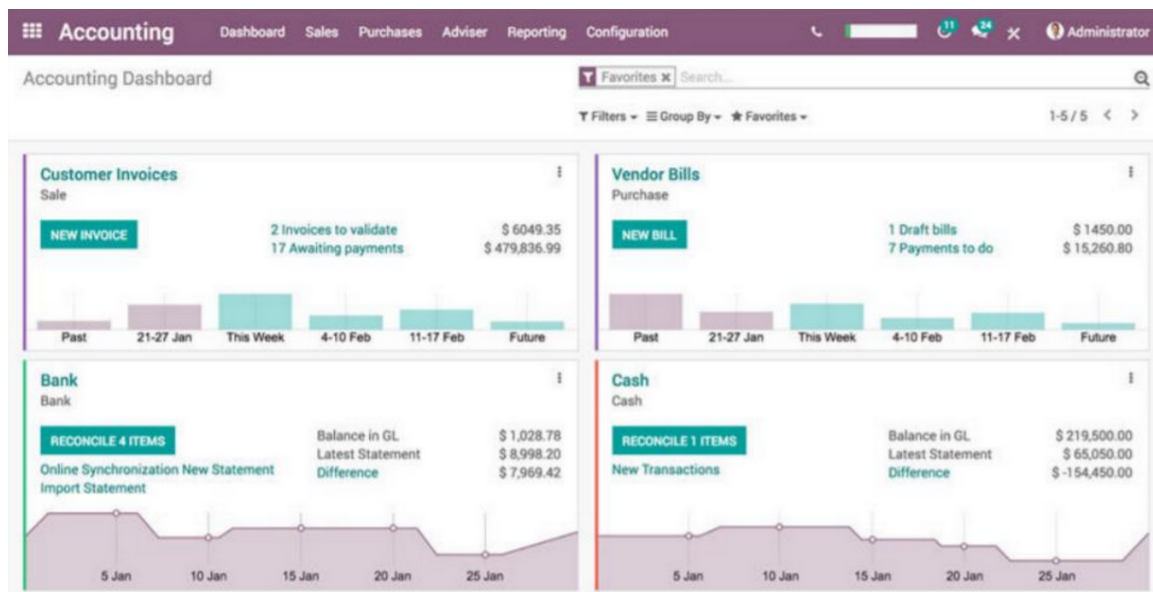 Accounting Dashboard Sales Purchases Adviser Reporting Configuration 11 24 Administrator
Accounting Dashboard
Favorites × Search...
Filters Group By Favorites 1-5 / 5 < >
Customer Invoices
Sale
NEW INVOICE
2 Invoices to validate $ 6049.35
17 Awaiting payments $ 479,836.99
Past 21-27 Jan This Week 4-10 Feb 11-17 Feb Future
Vendor Bills
Purchase
NEW BILL
1 Draft bills $ 1450.00
7 Payments to do $ 15,260.80
Past 21-27 Jan This Week 4-10 Feb 11-17 Feb Future
Bank
Bank
RECONCILE 4 ITEMS
Online Synchronization New Statement
Import Statement
Balance in GL $ 1,028.78
Latest Statement $ 8,998.20
Difference $ 7,969.42
5 Jan 10 Jan 15 Jan 20 Jan 25 Jan
Cash
Cash
RECONCILE 1 ITEMS
New Transactions
Balance in GL $ 219,500.00
Latest Statement $ 65,050.00
Difference $ -154,450.00
5 Jan 10 Jan 15 Jan 20 Jan 25 Jan